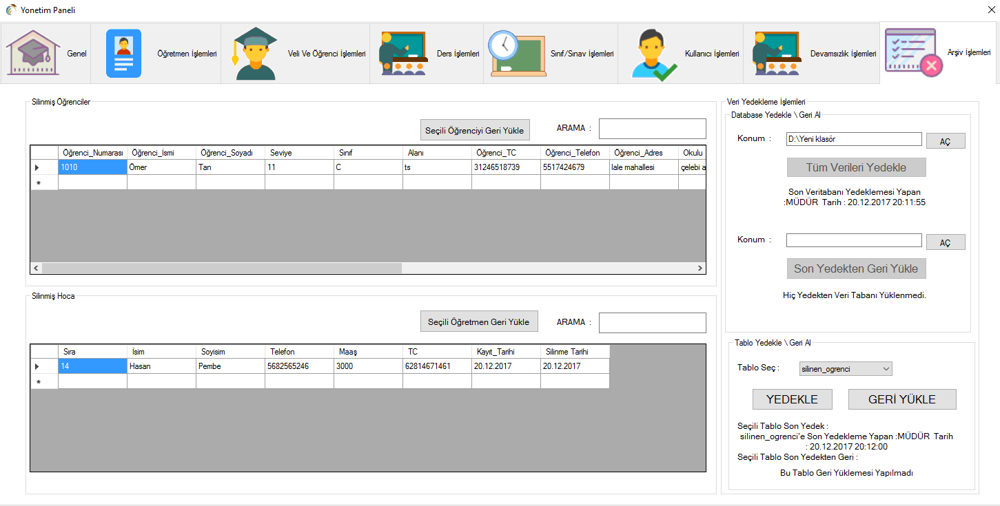 Yonetim Paneli
Genel
Öğretmen İşlemleri
Veli Ve Öğrenci İşlemleri
Ders İşlemleri
Sınıf/Sınav İşlemleri
Kullanıcı İşlemleri
Devamsızlık İşlemleri
Arşiv İşlemleri
Silinmiş Öğrenciler
Seçili Öğrenciyi Geri Yükle
ARAMA :
Öğrenci_Numarası Öğrenci_İsmi Öğrenci_Soyadı Seviye Sınıf Alanı Öğrenci_TC Öğrenci_Telefon Öğrenci_Adres Okulu
1010 Ömer Tan 11 C ts 31246518739 5517424679 lale mahallesi çelebi a
Silinmiş Hoca
Seçili Öğretmen Geri Yükle
ARAMA :
Sıra İsim Soyisim Telefon Maaş TC Kayıt_Tarihi Silinme Tarihi
14 Hasan Pembe 5682565246 3000 62814671461 20.12.2017 20.12.2017
Veri Yedekleme İşlemleri
Database Yedekle \ Geri Al
Konum : D:\Yeni klasör AÇ
Tüm Verileri Yedekle
Son Veritabanı Yedeklemesi Yapan
:MÜDÜR Tarih : 20.12.2017 20:11:55
Konum : AÇ
Son Yedekten Geri Yükle
Hiç Yedekten Veri Tabanı Yüklenmedi.
Tablo Yedekle \ Geri Al
Tablo Seç : silinen_ogrenci
YEDEKLE GERİ YÜKLE
Seçili Tablo Son Yedek :
silinen_ogrenci'e Son Yedekleme Yapan :MÜDÜR Tarih
: 20.12.2017 20:12:00
Seçili Tablo Son Yedekten Geri :
Bu Tablo Geri Yüklemesi Yapılmadı